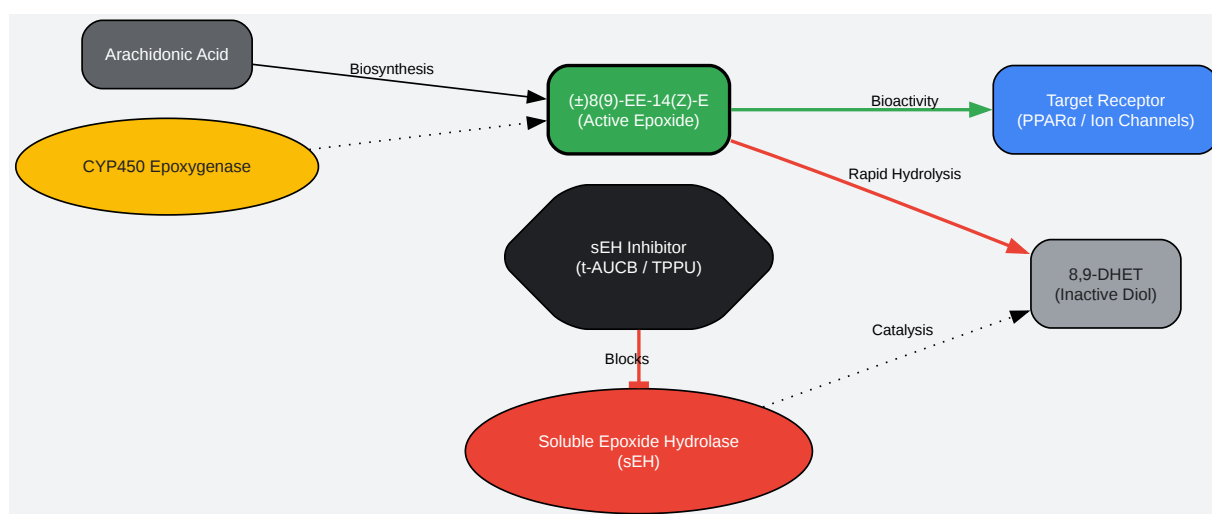 Arachidonic Acid
Biosynthesis
CYP450 Epoxygenase
(±)8(9)-EE-14(Z)-E
(Active Epoxide)
Bioactivity
Target Receptor
(PPARα / Ion Channels)
Rapid Hydrolysis
sEH Inhibitor
(t-AUCB / TPPU)
8,9-DHET
(Inactive Diol)
Catalysis
Blocks
Soluble Epoxide Hydrolase
(sEH)